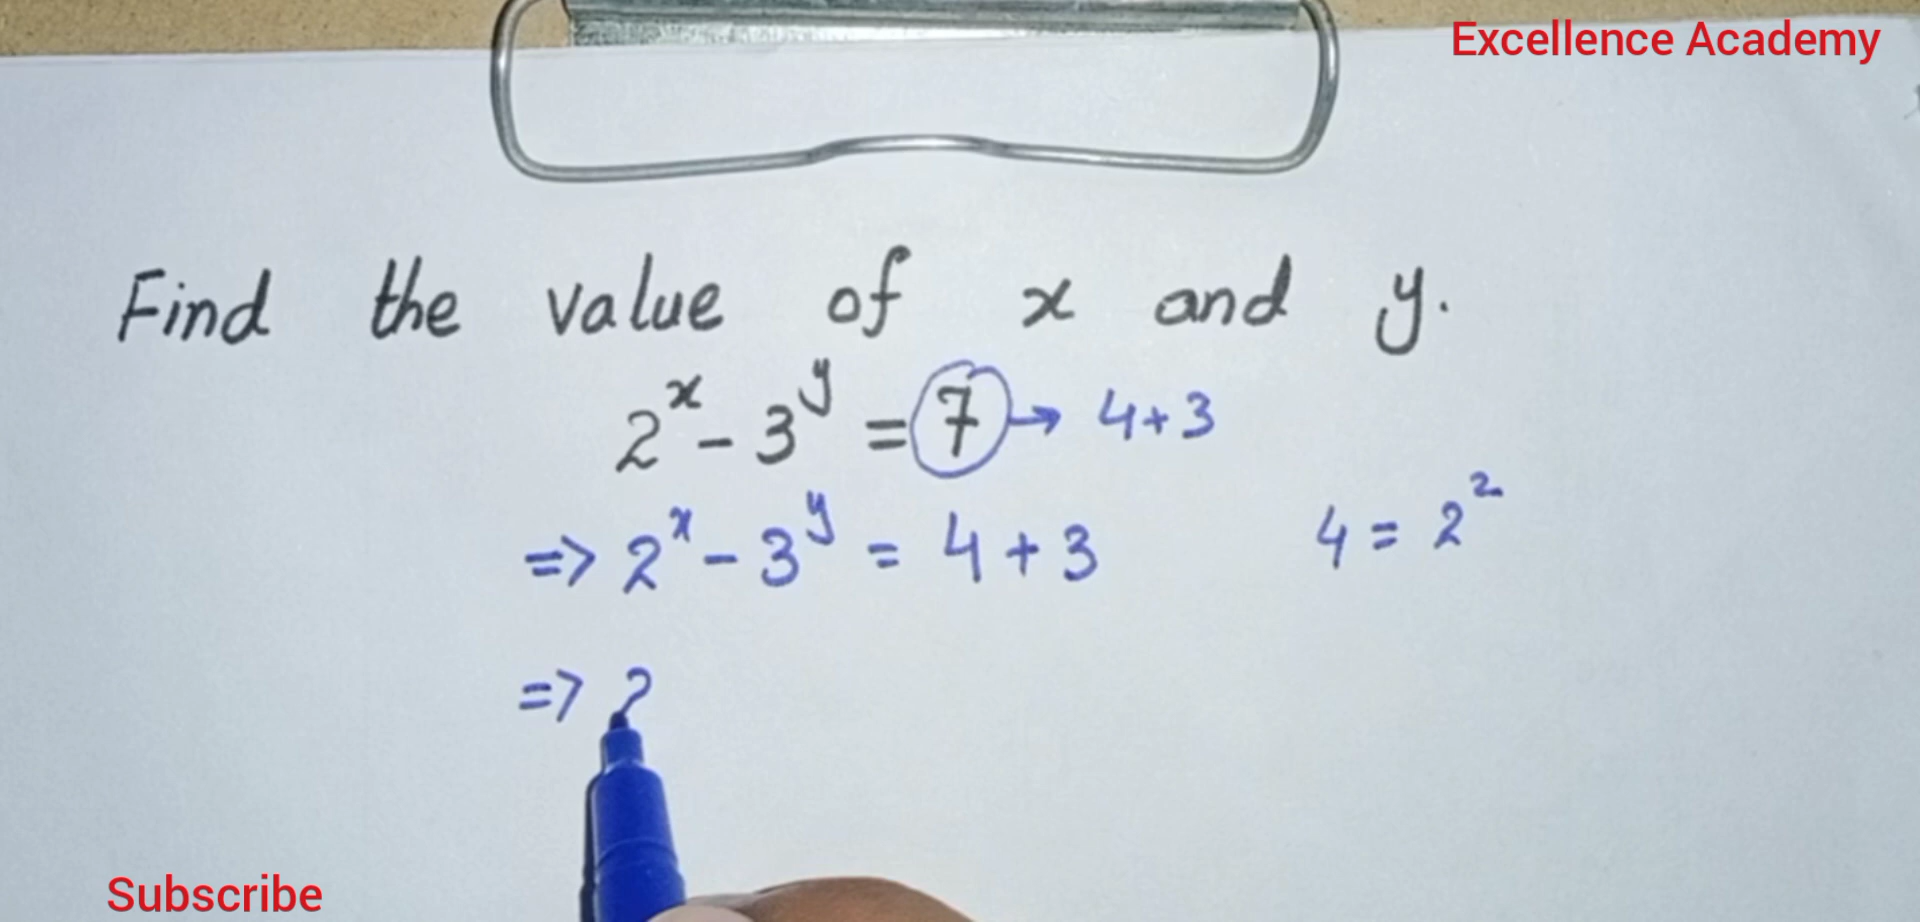 Excellence Academy
Find the value of x and y.
2^x - 3^y = 7 → 4+3
=> 2^x - 3^y = 4 + 3
4 = 2^2
=> 2
Subscribe